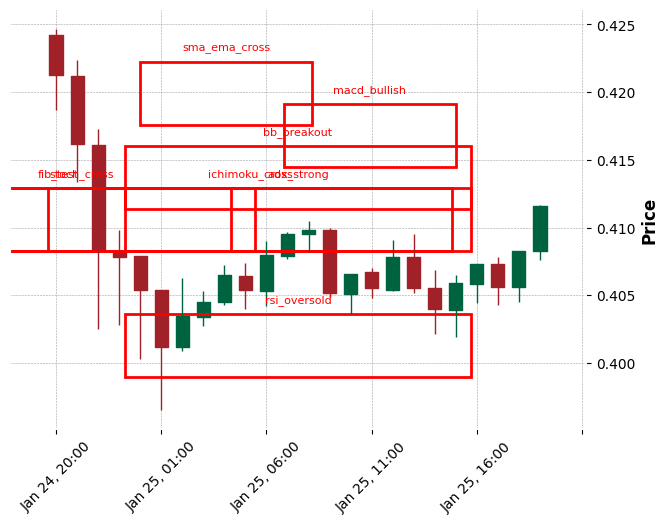 0.425
sma_ema_cross
macd_bullish
0.420
bb_breakout
0.415
ichimoku_cross
0.410
Price
0.405
rsi_oversold
0.400
Jan 24, 20:00
Jan 25, 01:00
Jan 25, 06:00
Jan 25, 11:00
Jan 25, 16:00